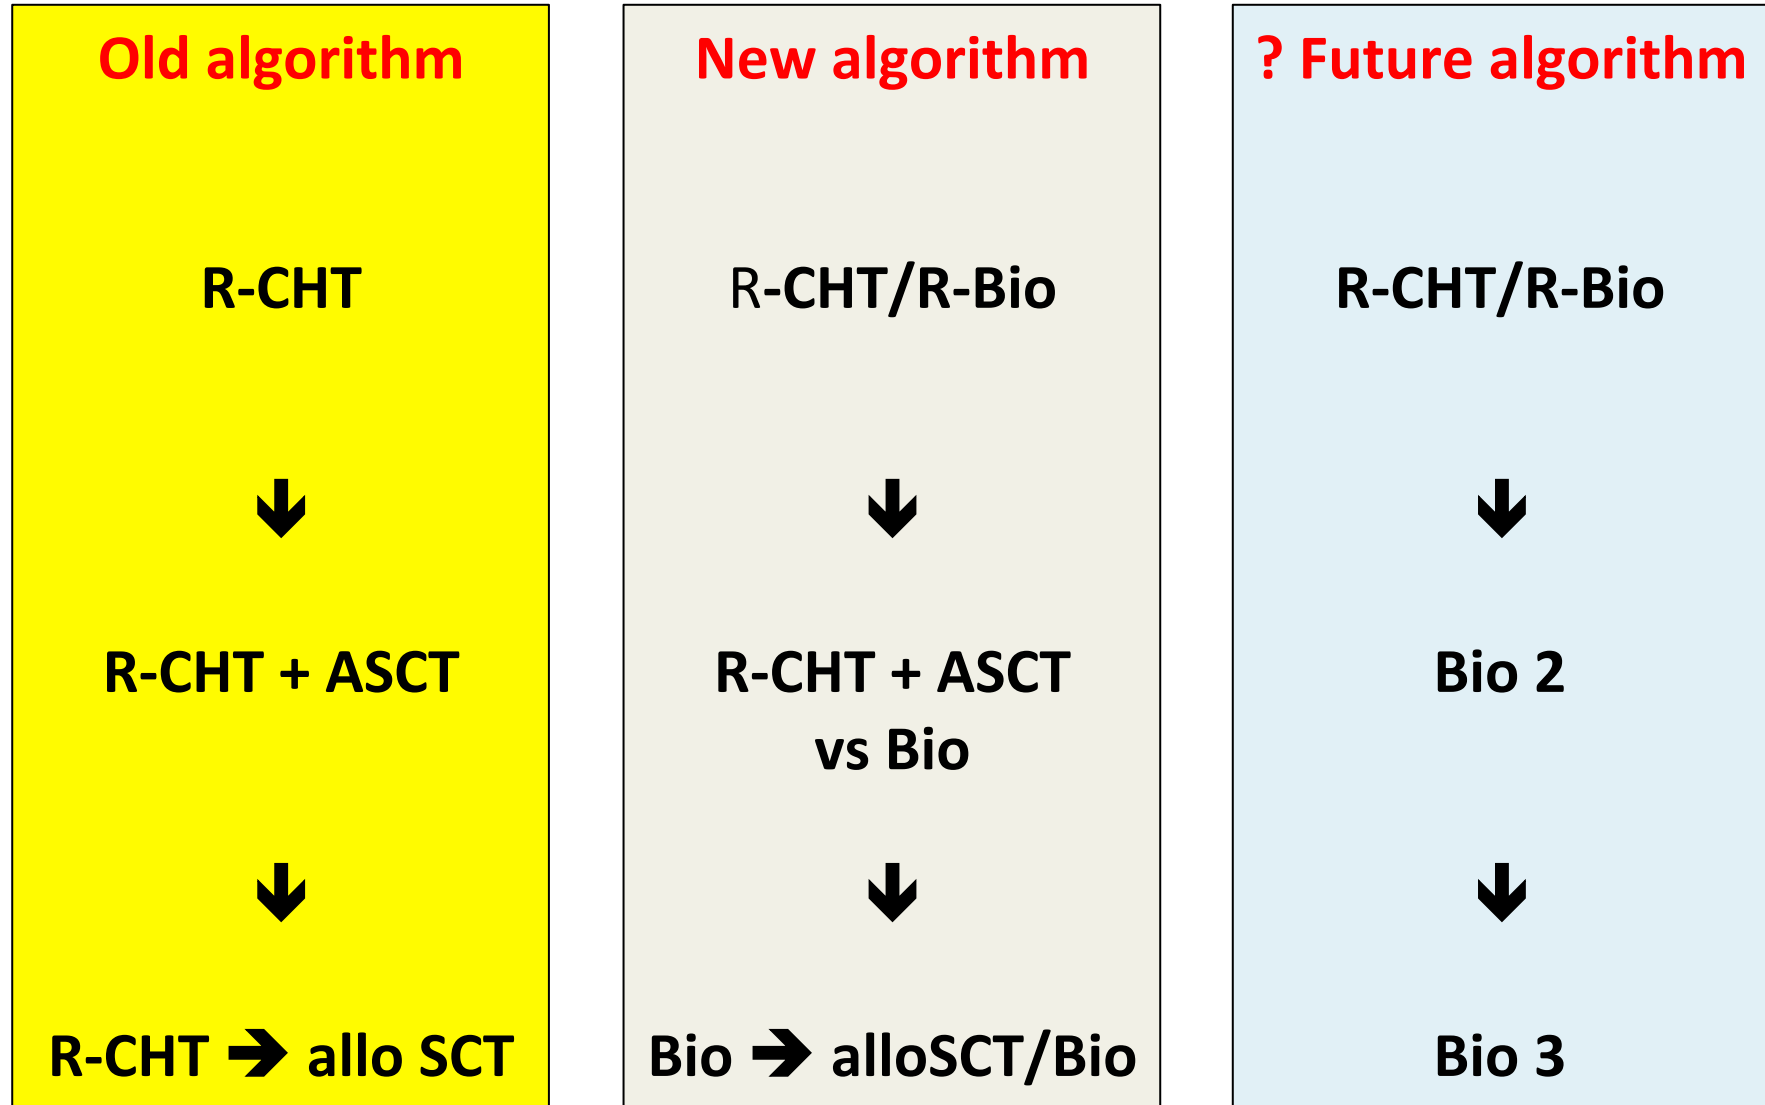 Old algorithm
R-CHT
🡻
R-CHT + ASCT
🡻
R-CHT 🡺 allo SCT
New algorithm
R-CHT/R-Bio
🡻
R-CHT + ASCT
vs Bio
🡻
Bio 🡺 alloSCT/Bio
? Future algorithm
R-CHT/R-Bio
🡻
Bio 2
🡻
Bio 3